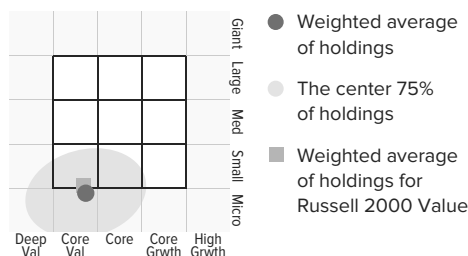 Giant
Large
Med
Small
Micro
Deep Val
Core Val
Core
Core Grwth
High Grwth
Weighted average
of holdings
The center 75%
of holdings
Weighted average
of holdings for
Russell 2000 Value